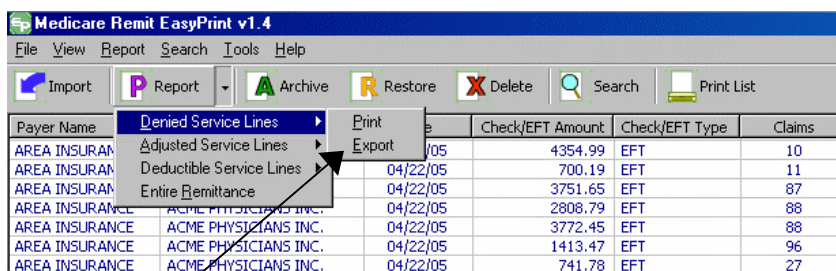 EP Medicare Remit EasyPrint v1.4
File View Report Search Tools Help
Import P Report A Archive R Restore X Delete Search Print List
Payer Name Check/EFT Amount Check/EFT Type Claims
Denied Service Lines Print
Adjusted Service Lines Export
Deductible Service Lines
Entire Remittance
AREA INSURAN /05 4354.99 EFT 10
AREA INSURAN 04/22/05 700.19 EFT 11
AREA INSURAN 04/22/05 3751.65 EFT 87
AREA INSURANCE ACME PHYSICIANS INC. 04/22/05 2808.79 EFT 88
AREA INSURANCE ACME PHYSICIANS INC. 04/22/05 3772.45 EFT 88
AREA INSURANCE ACME PHYSICIANS INC. 04/22/05 1413.47 EFT 96
AREA INSURANCE ACME PHYSICIANS INC. 04/22/05 741.78 EFT 27